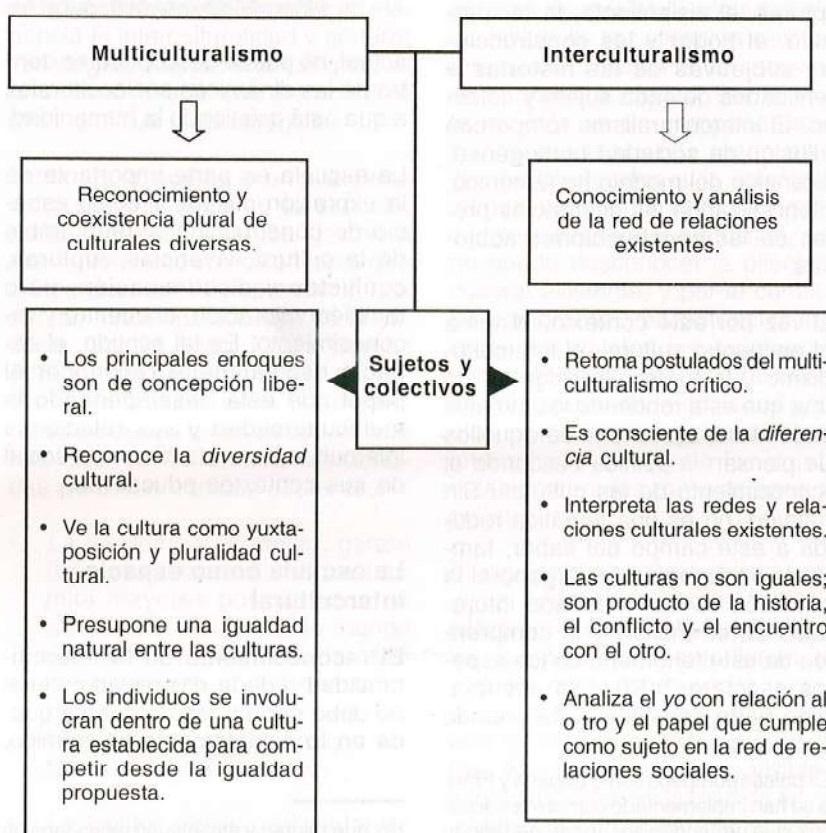 Multiculturalismo
Interculturalismo
Reconocimiento y
coexistencia plural de
culturales diversas.
Conocimiento y análisis
de las interrelaciones
existentes.
Sujetos y
colectivos
• Los principales enfoques
son de concepción libe-
ral.
• Reconoce la diversidad
cultural.
• Ve la cultura como yuxta-
posición y pluralidad cul-
tural.
• Presupone una igualdad
natural entre las culturas.
• Los individuos se involu-
cran dentro de una cultu-
ra establecida para com-
petir desde la igualdad
propuesta.
• Retoma postulados del multi-
culturalismo crítico.
• Es consciente de la diferen-
cia cultural.
• Interpreta las redes y rela-
ciones culturales existentes.
• Las culturas no son iguales;
son producto de la historia,
el conflicto y el encuentro
con el otro.
• Analiza el yo con relación al
o tro y el papel que cumple
como sujeto en la red de re-
laciones sociales.